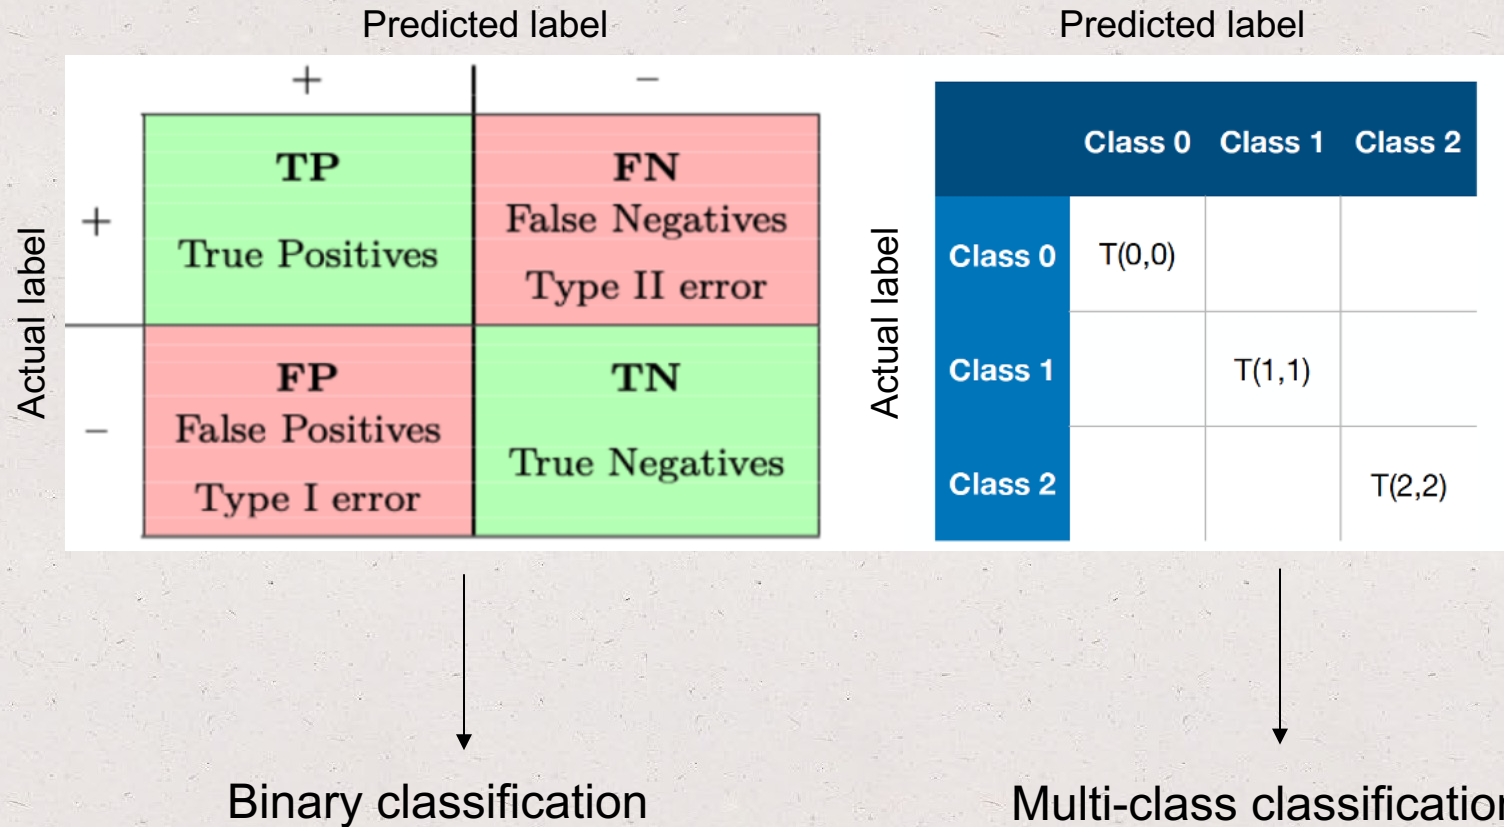 Predicted label
+ −
Actual label
+
TP
True Positives
FN
False Negatives
Type II error
−
FP
False Positives
Type I error
TN
True Negatives
Binary classification
Predicted label
Actual label
Class 0 Class 1 Class 2
Class 0 T(0,0)
Class 1 T(1,1)
Class 2 T(2,2)
Multi-class classification